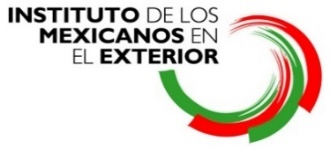 INSTITUTO DE LOS
MEXICANOS EN
EL EXTERIOR